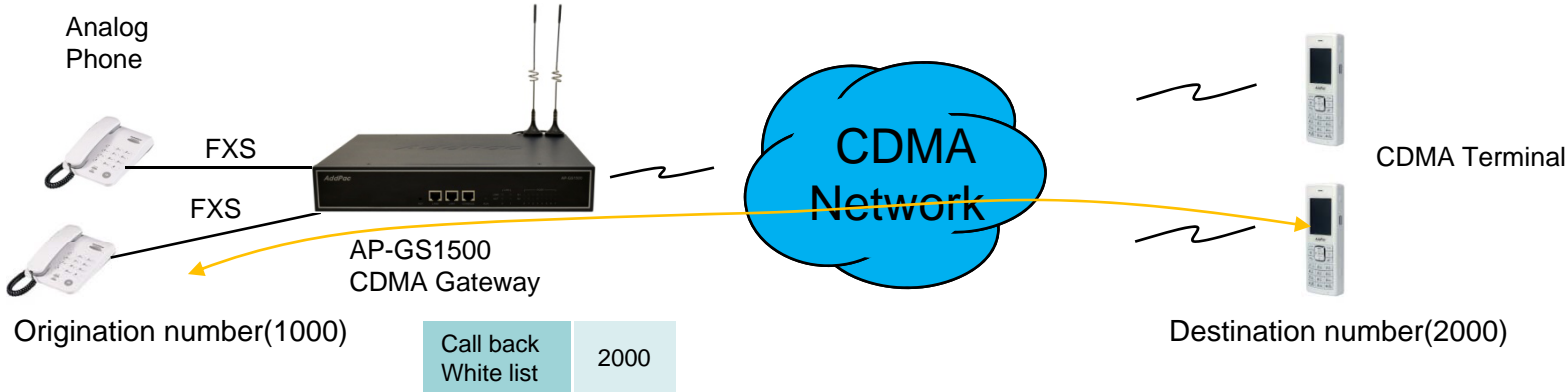 Analog
Phone
FXS
CDMA
Network
CDMA Terminal
AddPac
FXS
AP-GS1500
CDMA Gateway
Origination number(1000)
Destination number(2000)
Call back
White list
2000